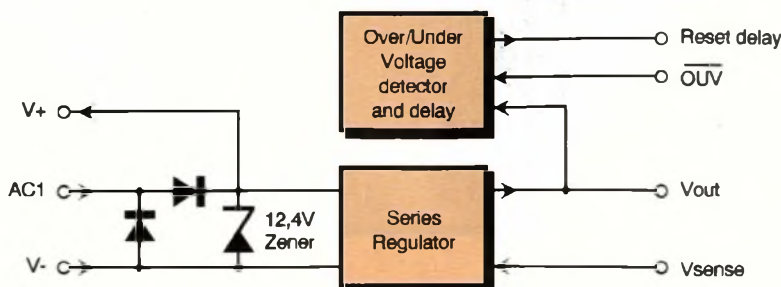 Over/Under
Voltage
detector
and delay
Reset delay
OUV
V+
AC1
V-
12,4V
Zener
Series
Regulator
Vout
Vsense